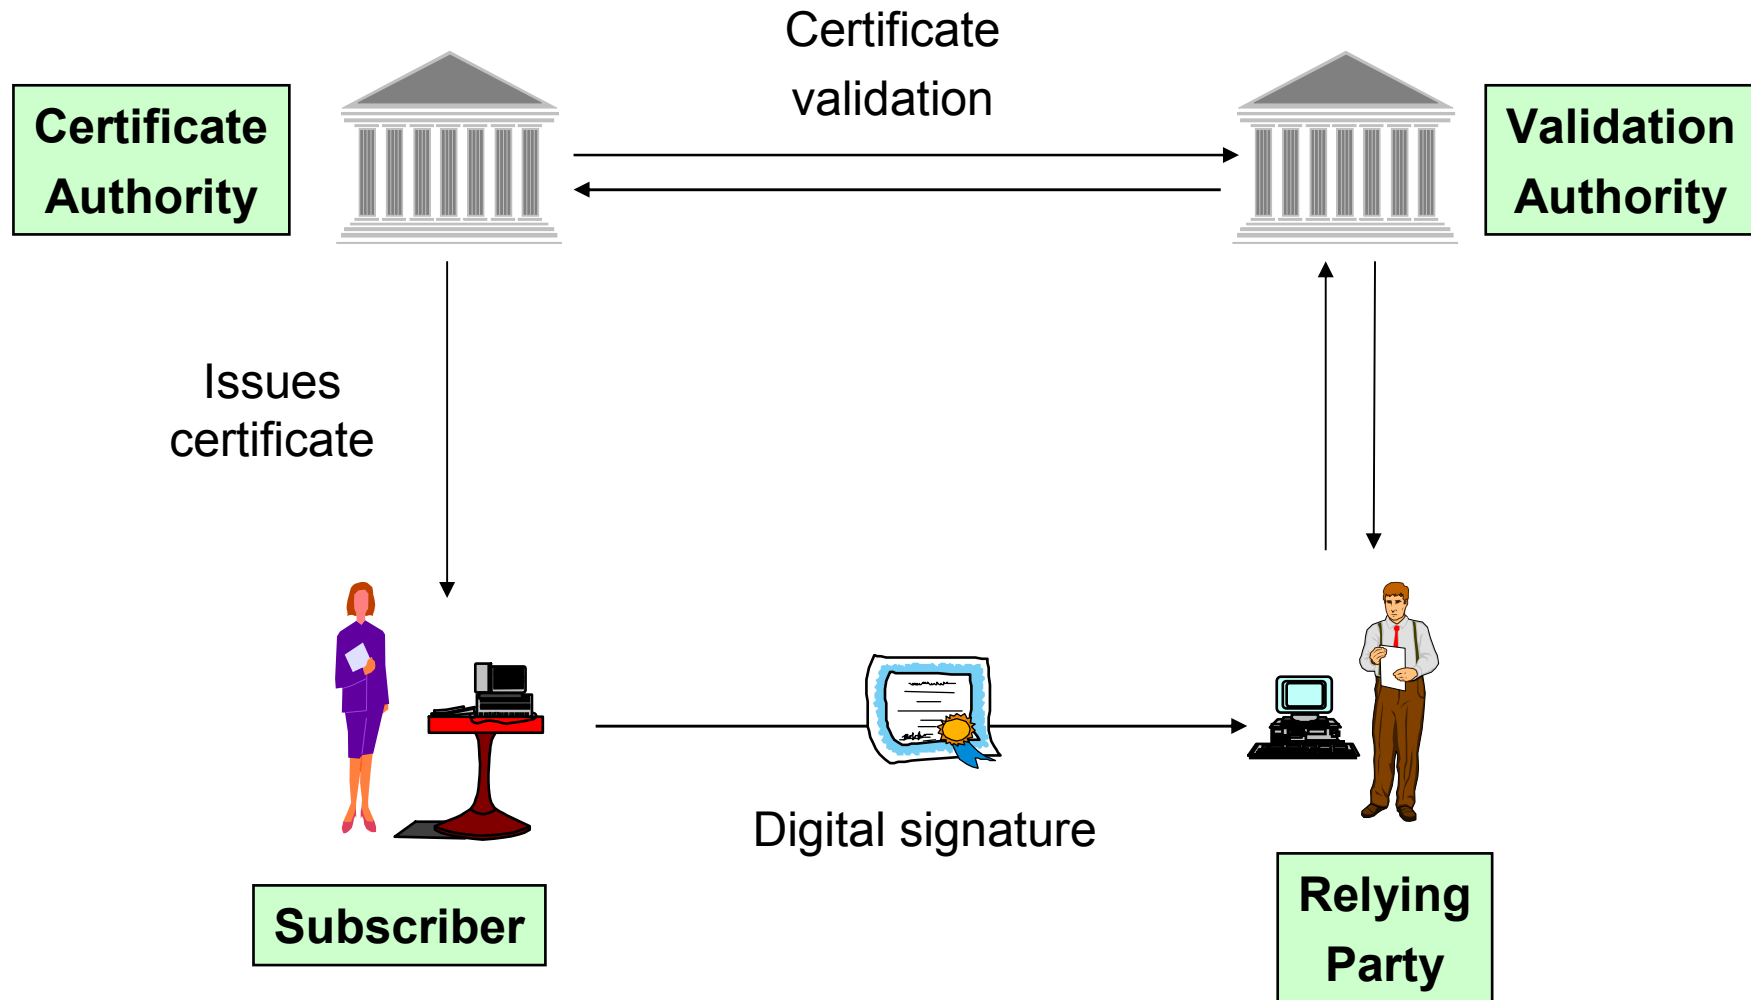 Certificate
validation
Certificate
Authority
Validation
Authority
Issues
certificate
Digital signature
Subscriber
Relying
Party